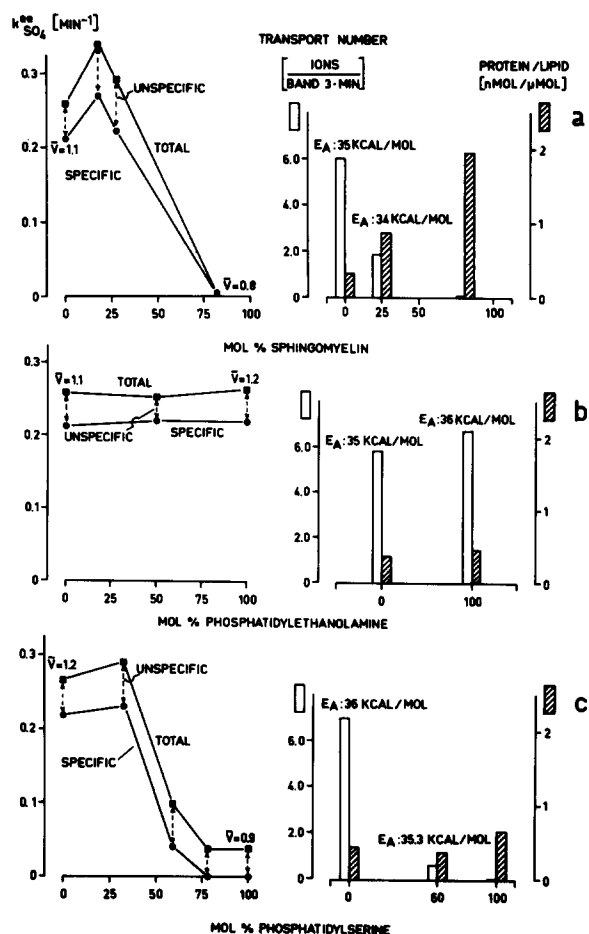 k^ee_SO4 [MIN⁻¹]
TRANSPORT NUMBER
[IONS / BAND 3·MIN]
PROTEIN/LIPID
[nMOL/µMOL]
a
0.3
0.2
0.1
0
UNSPECIFIC
TOTAL
SPECIFIC
V̄=1.1
V̄=0.8
0 25 50 75 100
6.0
4.0
2.0
0
EA:35 KCAL/MOL
EA:34 KCAL/MOL
2
1
0
0 25 100
MOL % SPHINGOMYELIN
b
0.3
0.2
0.1
0
V̄=1.1
TOTAL
V̄=1.2
UNSPECIFIC
SPECIFIC
0 25 50 75 100
6.0
4.0
2.0
0
EA:35 KCAL/MOL
EA:36 KCAL/MOL
2
1
0
0 100
MOL % PHOSPHATIDYLETHANOLAMINE
c
0.3
0.2
0.1
0
V̄=1.2
UNSPECIFIC
TOTAL
SPECIFIC
V̄=0.9
0 25 50 75 100
6.0
4.0
2.0
0
EA:36 KCAL/MOL
EA:35.3 KCAL/MOL
2
1
0
0 60 100
MOL % PHOSPHATIDYLSERINE